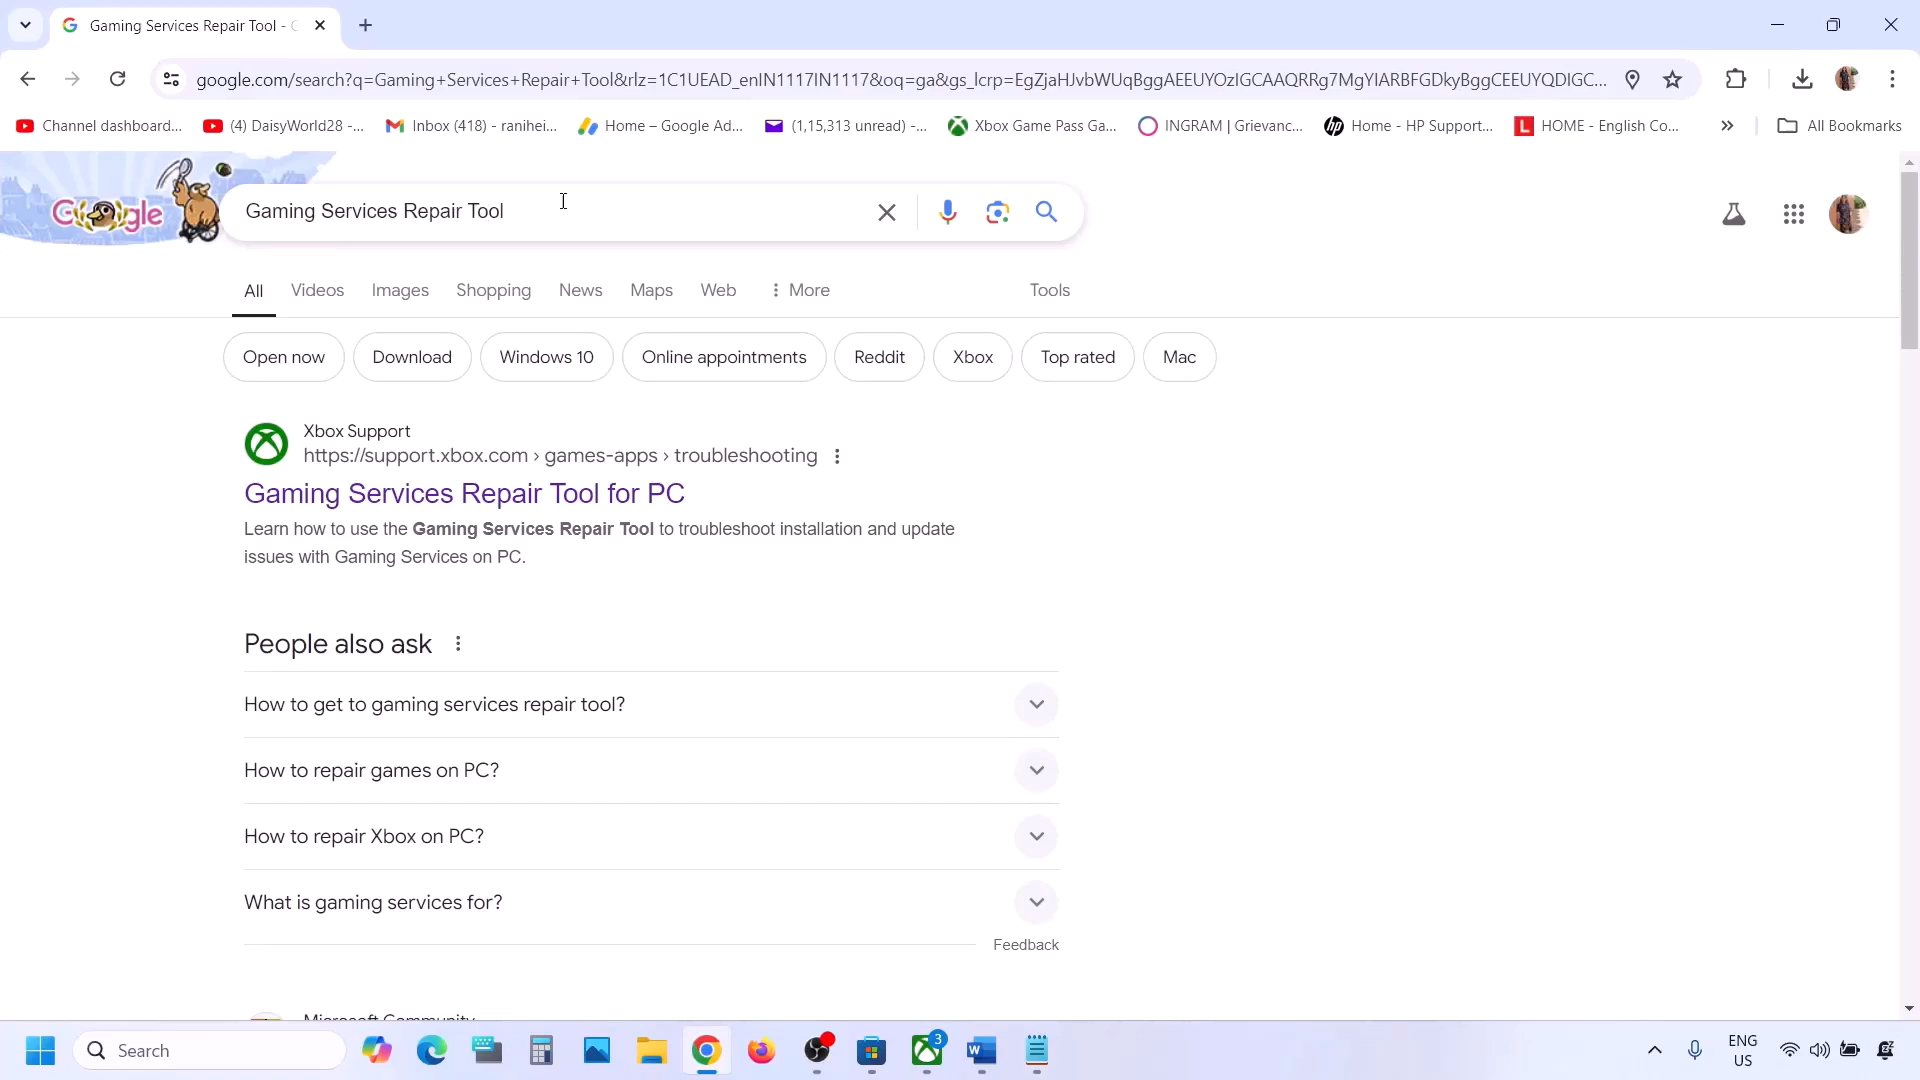 Gaming Services Repair Tool - G
google.com/search?q=Gaming+Services+Repair+Tool&rlz=1C1UEAD_enIN1117IN1117&oq=ga&gs_lcrp=EgZjaHJvbWUqBggAEEUYOzIGCAAQRRg7MgYIARBFGDkyBggCEEUYQDIGC...
Channel dashboard... (4) DaisyWorld28 -... Inbox (418) - ranihei... Home – Google Ad... (1,15,313 unread) -... Xbox Game Pass Ga... INGRAM | Grievanc... Home - HP Support... HOME - English Co... » All Bookmarks
Google
Gaming Services Repair Tool
All Videos Images Shopping News Maps Web More Tools
Open now Download Windows 10 Online appointments Reddit Xbox Top rated Mac
Xbox Support
https://support.xbox.com › games-apps › troubleshooting
Gaming Services Repair Tool for PC
Learn how to use the Gaming Services Repair Tool to troubleshoot installation and update
issues with Gaming Services on PC.
People also ask
How to get to gaming services repair tool?
How to repair games on PC?
How to repair Xbox on PC?
What is gaming services for?
Feedback
Microsoft Community
Search 3 ENG
US